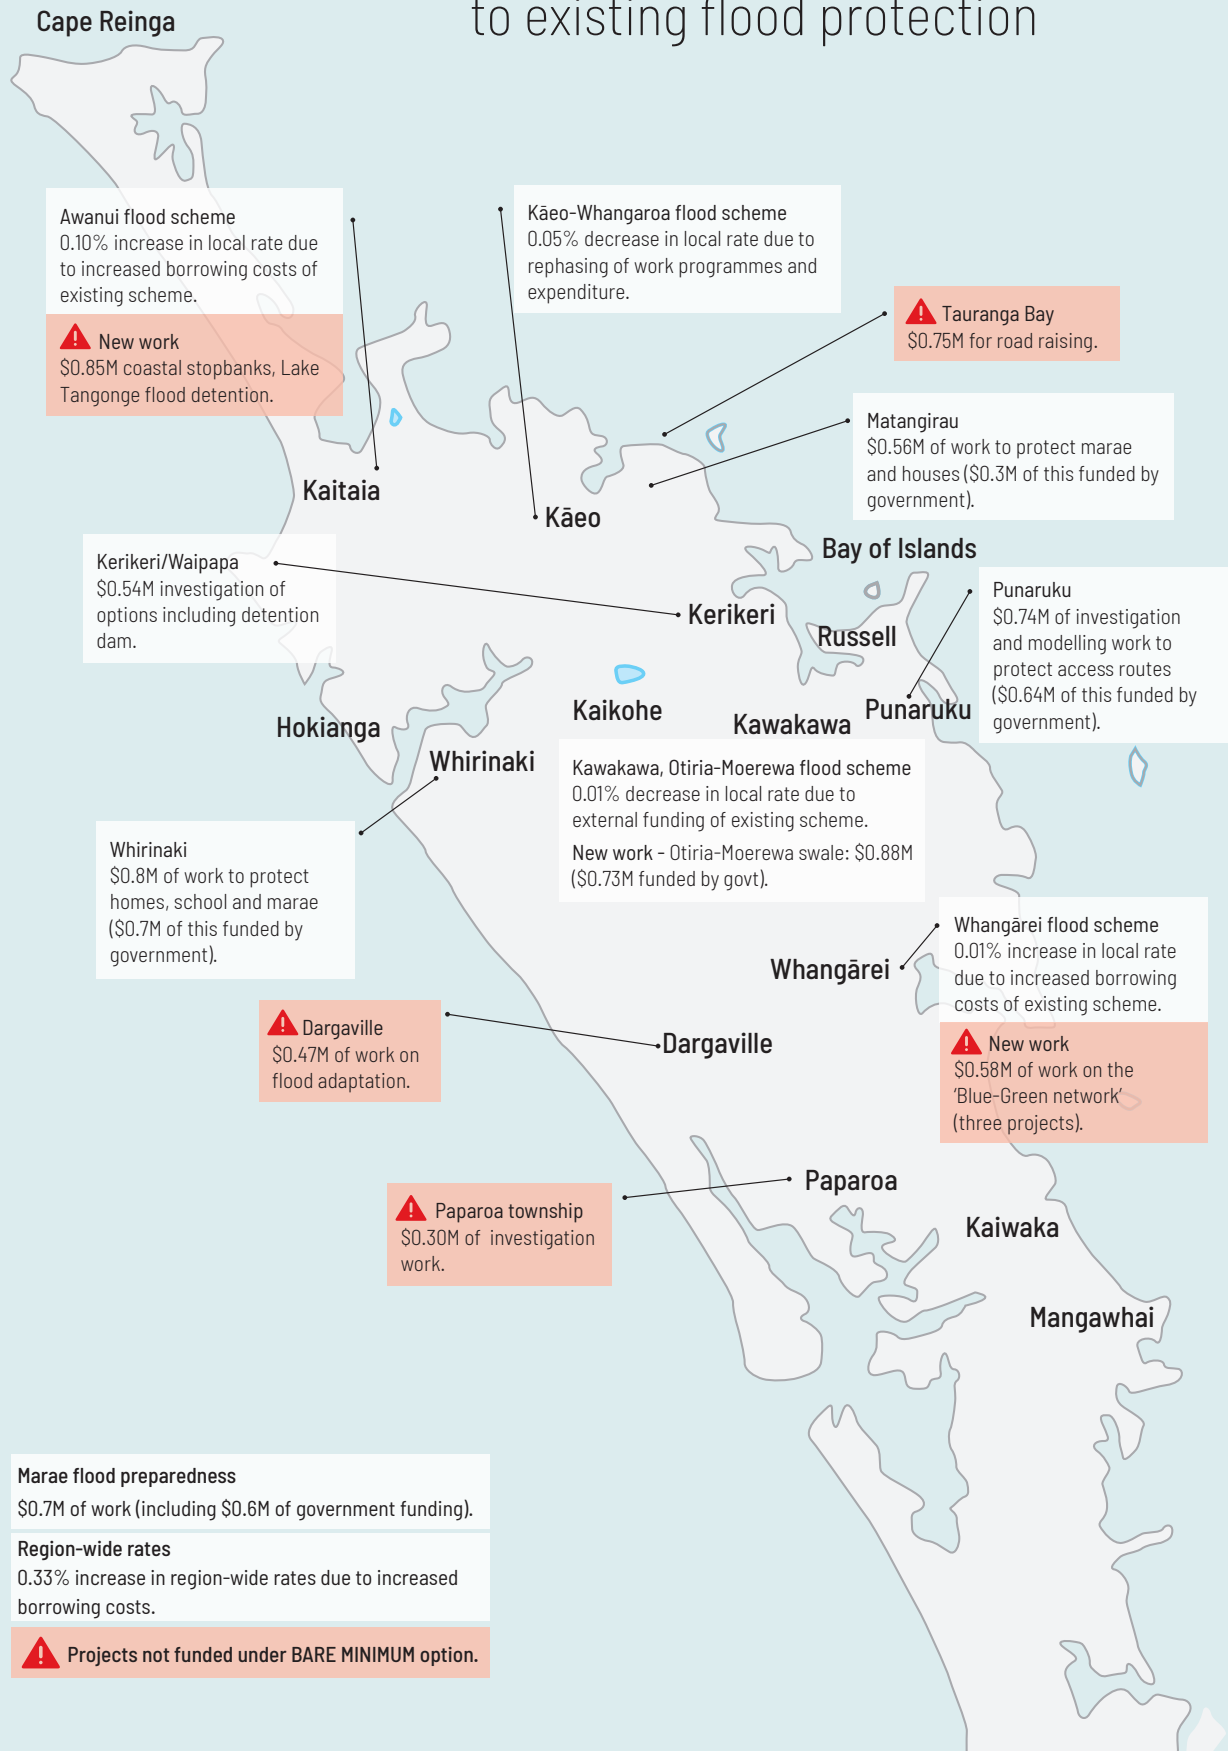 to existing flood protection
Cape Reinga
Awanui flood scheme
0.10% increase in local rate due
to increased borrowing costs of
existing scheme.
New work
$0.85M coastal stopbanks, Lake
Tangonge flood detention.
Kāeo-Whangaroa flood scheme
0.05% decrease in local rate due to
rephasing of work programmes and
expenditure.
Tauranga Bay
$0.75M for road raising.
Matangirau
$0.56M of work to protect marae
and houses ($0.3M of this funded by
government).
Kaitaia
Kāeo
Bay of Islands
Kerikeri/Waipapa
$0.54M investigation of
options including detention
dam.
Kerikeri
Russell
Punaruku
$0.74M of investigation
and modelling work to
protect access routes
($0.64M of this funded by
government).
Hokianga
Kaikohe
Kawakawa
Punaruku
Whirinaki
Kawakawa, Otiria-Moerewa flood scheme
0.01% decrease in local rate due to
external funding of existing scheme.
New work - Otiria-Moerewa swale: $0.88M
($0.73M funded by govt).
Whirinaki
$0.8M of work to protect
homes, school and marae
($0.7M of this funded by
government).
Whangārei
Whangārei flood scheme
0.01% increase in local rate
due to increased borrowing
costs of existing scheme.
New work
$0.58M of work on the
‘Blue-Green network’
(three projects).
Dargaville
$0.47M of work on
flood adaptation.
Dargaville
Paparoa township
$0.30M of investigation
work.
Paparoa
Kaiwaka
Mangawhai
Marae flood preparedness
$0.7M of work (including $0.6M of government funding).
Region-wide rates
0.33% increase in region-wide rates due to increased
borrowing costs.
Projects not funded under BARE MINIMUM option.